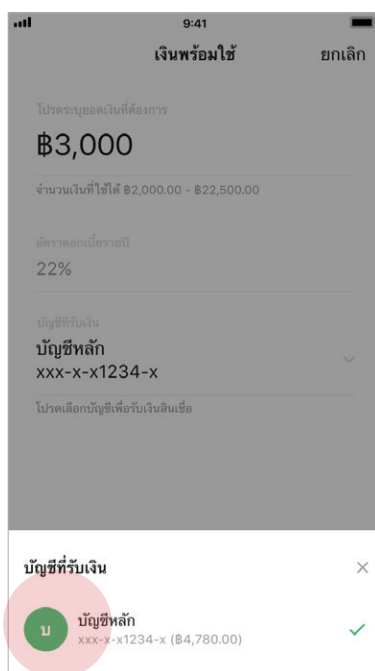 9:41
เงินพร้อมใช้ ยกเลิก
โปรดระบุยอดเงินที่ต้องการ
฿3,000
จำนวนเงินที่ใช้ได้ ฿2,000.00 - ฿22,500.00
อัตราดอกเบี้ยรายปี
22%
บัญชีที่รับเงิน
บัญชีหลัก
xxx-x-x1234-x
โปรดเลือกบัญชีเพื่อรับเงินสินเชื่อ
บัญชีที่รับเงิน
บ
บัญชีหลัก
xxx-x-x1234-x (฿4,780.00)